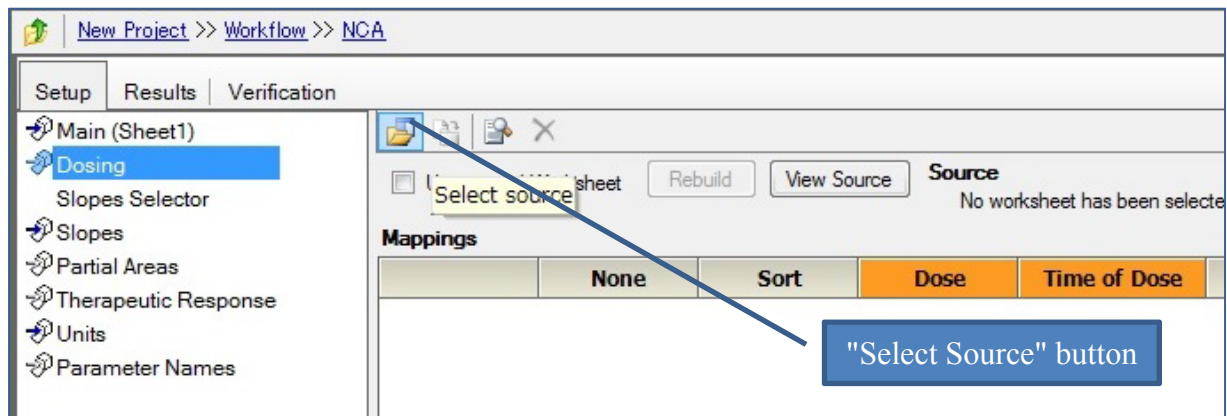 New Project >> Workflow >> NCA
Setup Results Verification
Main (Sheet1)
Dosing
Slopes Selector
Slopes
Partial Areas
Therapeutic Response
Units
Parameter Names
Select source
Rebuild View Source Source
No worksheet has been selecte
Mappings
None Sort Dose Time of Dose
"Select Source" button